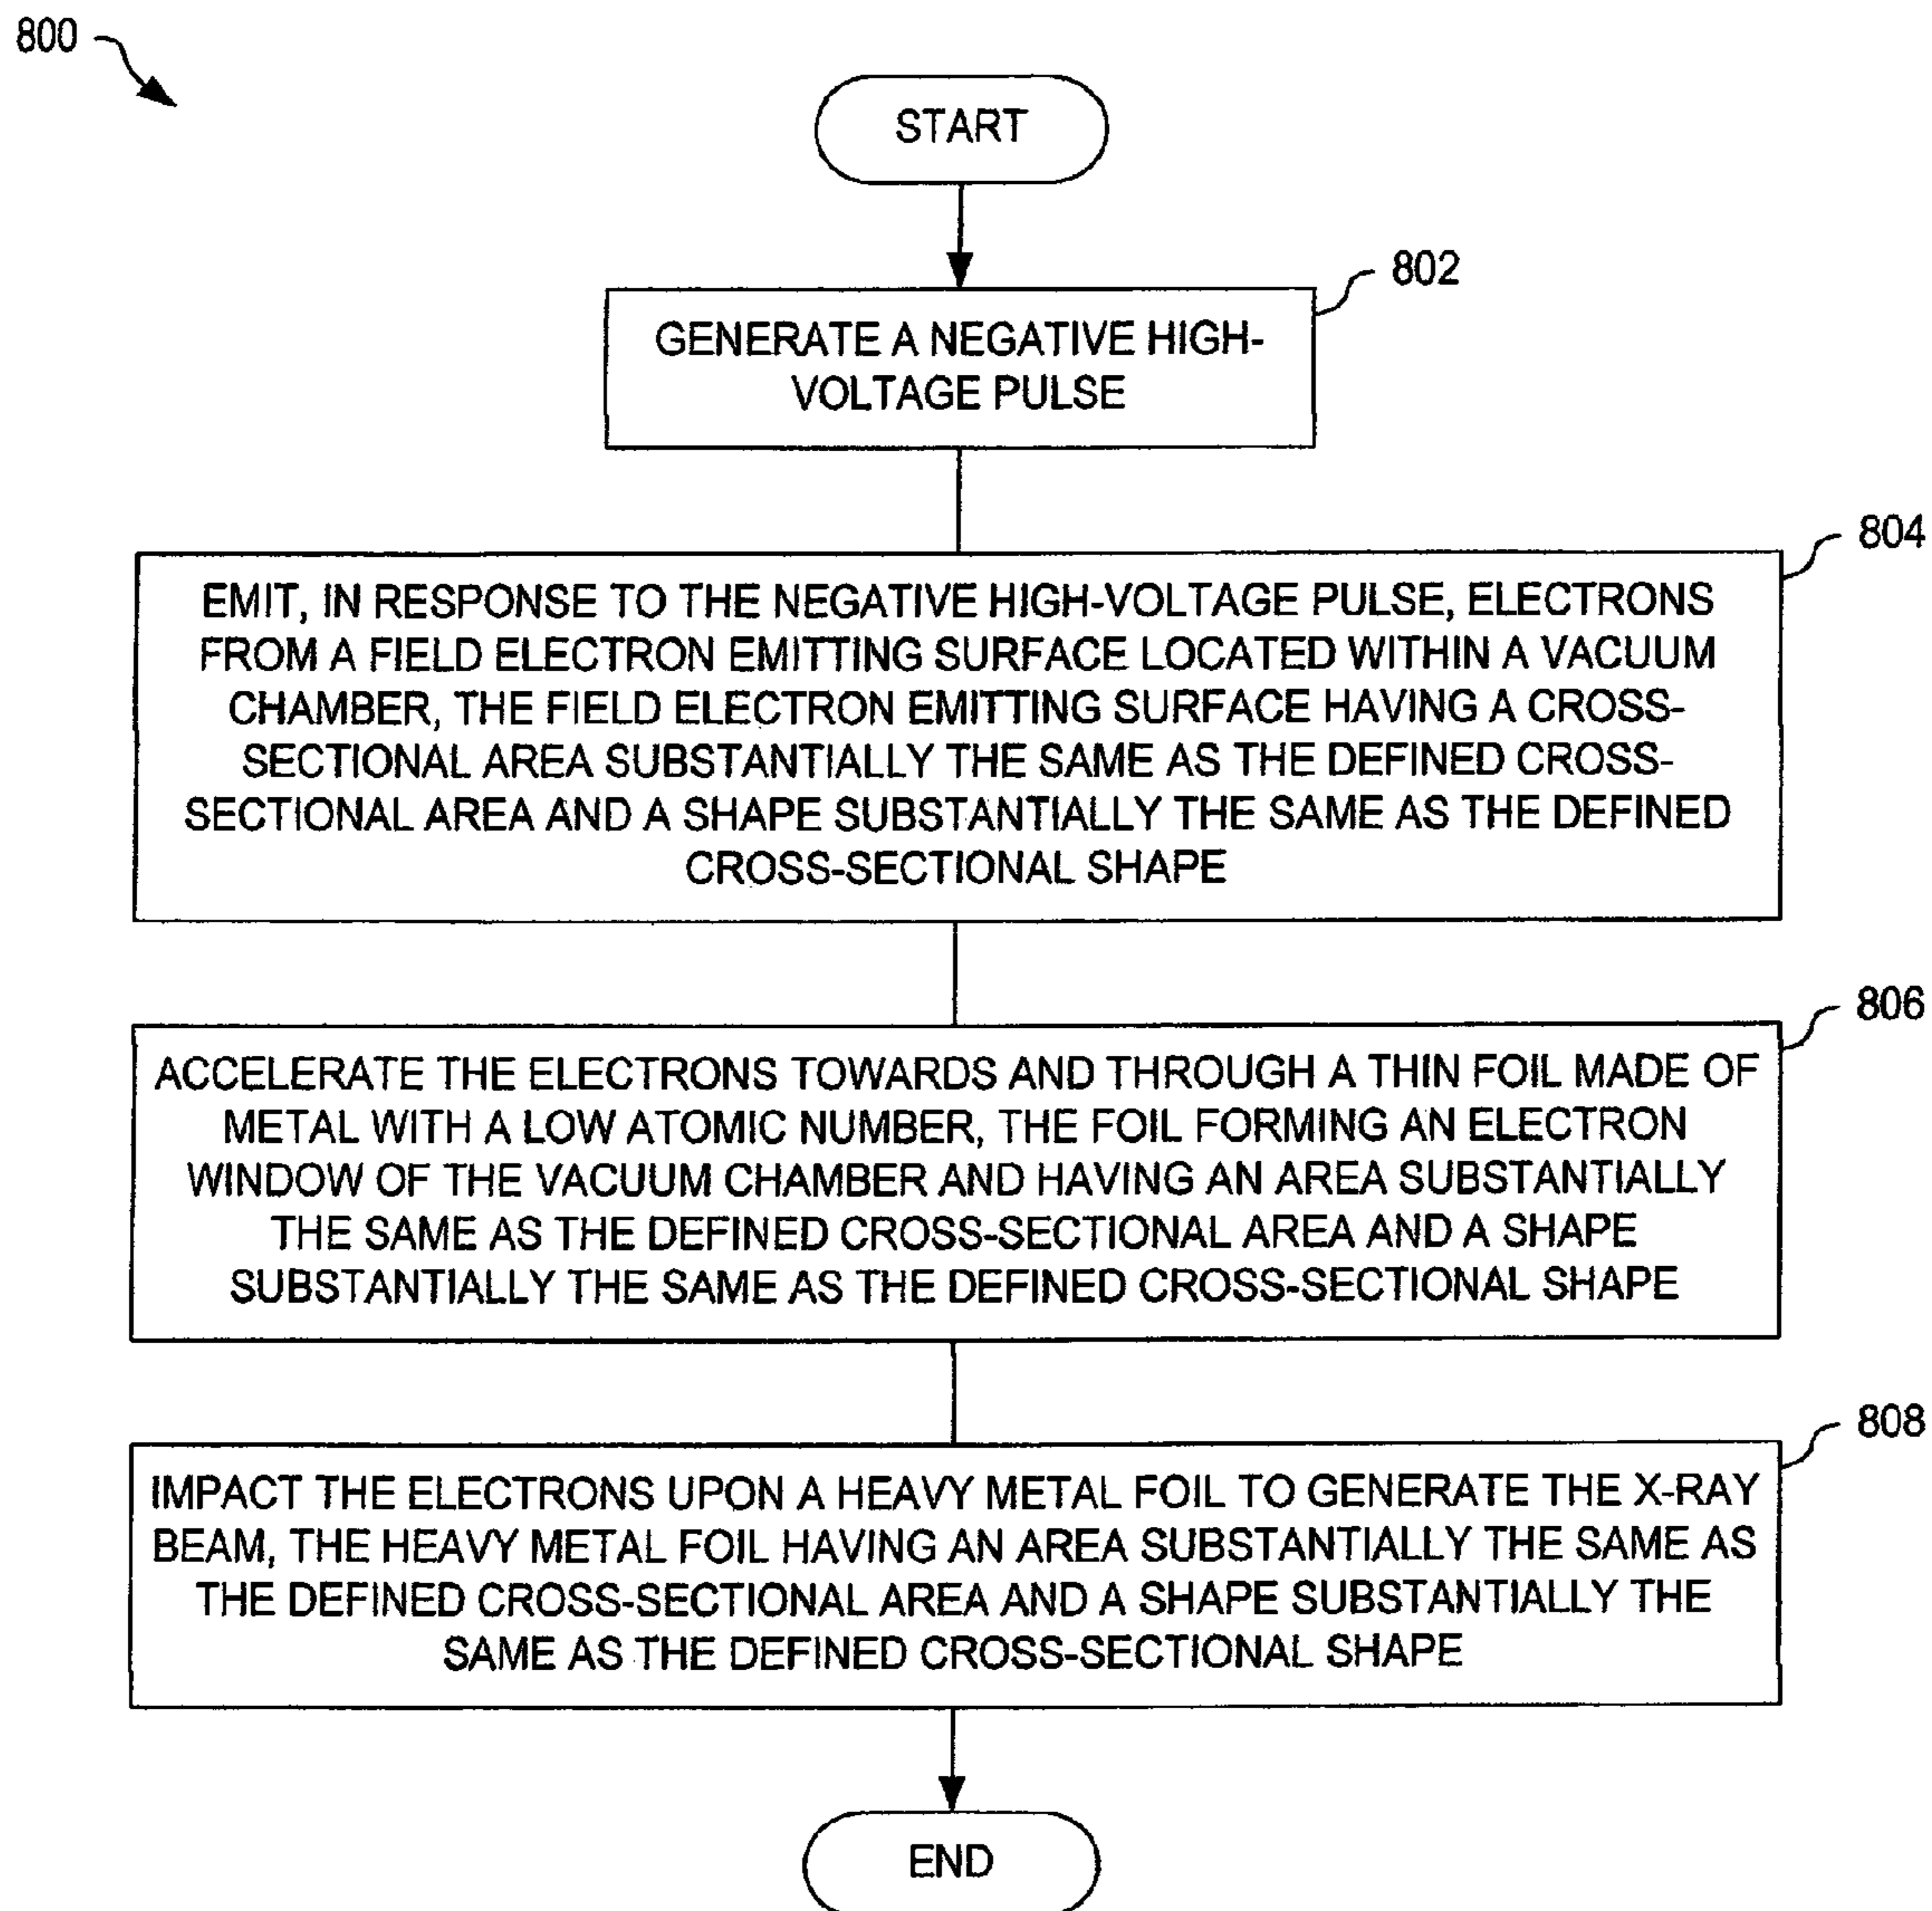 800
START
802
GENERATE A NEGATIVE HIGH-
VOLTAGE PULSE
804
EMIT, IN RESPONSE TO THE NEGATIVE HIGH-VOLTAGE PULSE, ELECTRONS
FROM A FIELD ELECTRON EMITTING SURFACE LOCATED WITHIN A VACUUM
CHAMBER, THE FIELD ELECTRON EMITTING SURFACE HAVING A CROSS-
SECTIONAL AREA SUBSTANTIALLY THE SAME AS THE DEFINED CROSS-
SECTIONAL AREA AND A SHAPE SUBSTANTIALLY THE SAME AS THE DEFINED
CROSS-SECTIONAL SHAPE
806
ACCELERATE THE ELECTRONS TOWARDS AND THROUGH A THIN FOIL MADE OF
METAL WITH A LOW ATOMIC NUMBER, THE FOIL FORMING AN ELECTRON
WINDOW OF THE VACUUM CHAMBER AND HAVING AN AREA SUBSTANTIALLY
THE SAME AS THE DEFINED CROSS-SECTIONAL AREA AND A SHAPE
SUBSTANTIALLY THE SAME AS THE DEFINED CROSS-SECTIONAL SHAPE
808
IMPACT THE ELECTRONS UPON A HEAVY METAL FOIL TO GENERATE THE X-RAY
BEAM, THE HEAVY METAL FOIL HAVING AN AREA SUBSTANTIALLY THE SAME AS
THE DEFINED CROSS-SECTIONAL AREA AND A SHAPE SUBSTANTIALLY THE
SAME AS THE DEFINED CROSS-SECTIONAL SHAPE
END